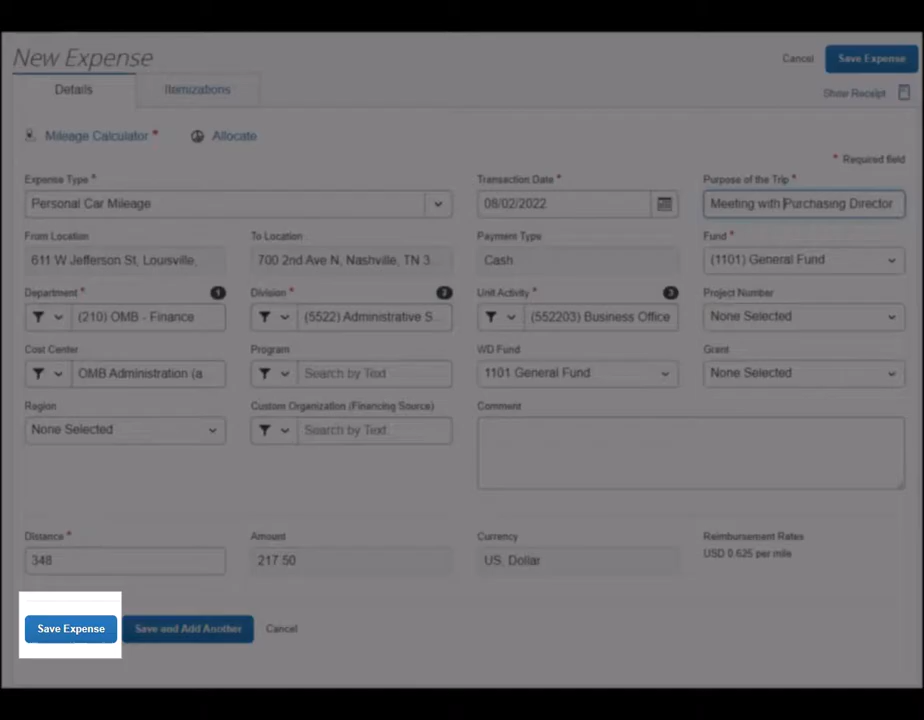 New Expense
Cancel
Save Expense
Details
Itemizations
Show Receipt
Mileage Calculator *
Allocate
* Required field
Expense Type *
Transaction Date *
Purpose of the Trip *
Personal Car Mileage
08/02/2022
Meeting with Purchasing Director
From Location
To Location
Payment Type
Fund *
611 W Jefferson St, Louisville,
700 2nd Ave N, Nashville, TN 3...
Cash
(1101) General Fund
Department *
1
Division *
2
Unit Activity *
3
Project Number
(210) OMB - Finance
(5522) Administrative S...
(552203) Business Office
None Selected
Cost Center
Program
WD Fund
Grant
OMB Administration (a
Search by Text
1101 General Fund
None Selected
Region
Custom Organization (Financing Source)
Comment
None Selected
Search by Text
Distance *
Amount
Currency
Reimbursement Rates
348
217.50
US, Dollar
USD 0.625 per mile
Save Expense
Save and Add Another
Cancel